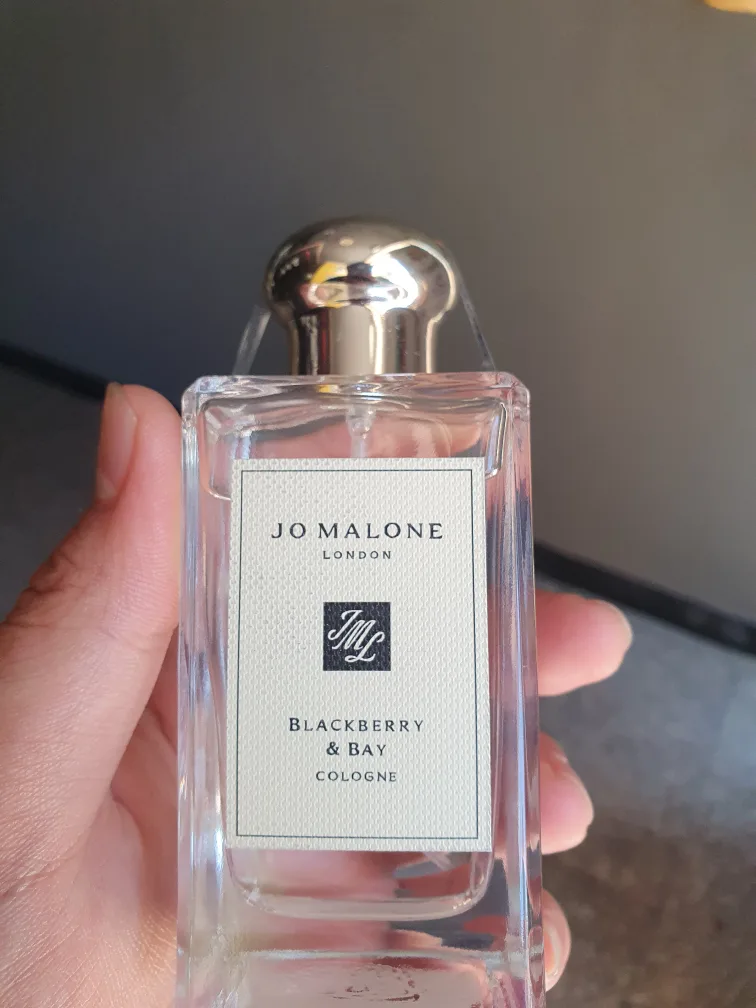 JO MALONE
LONDON
JML
BLACKBERRY
& BAY
COLOGNE